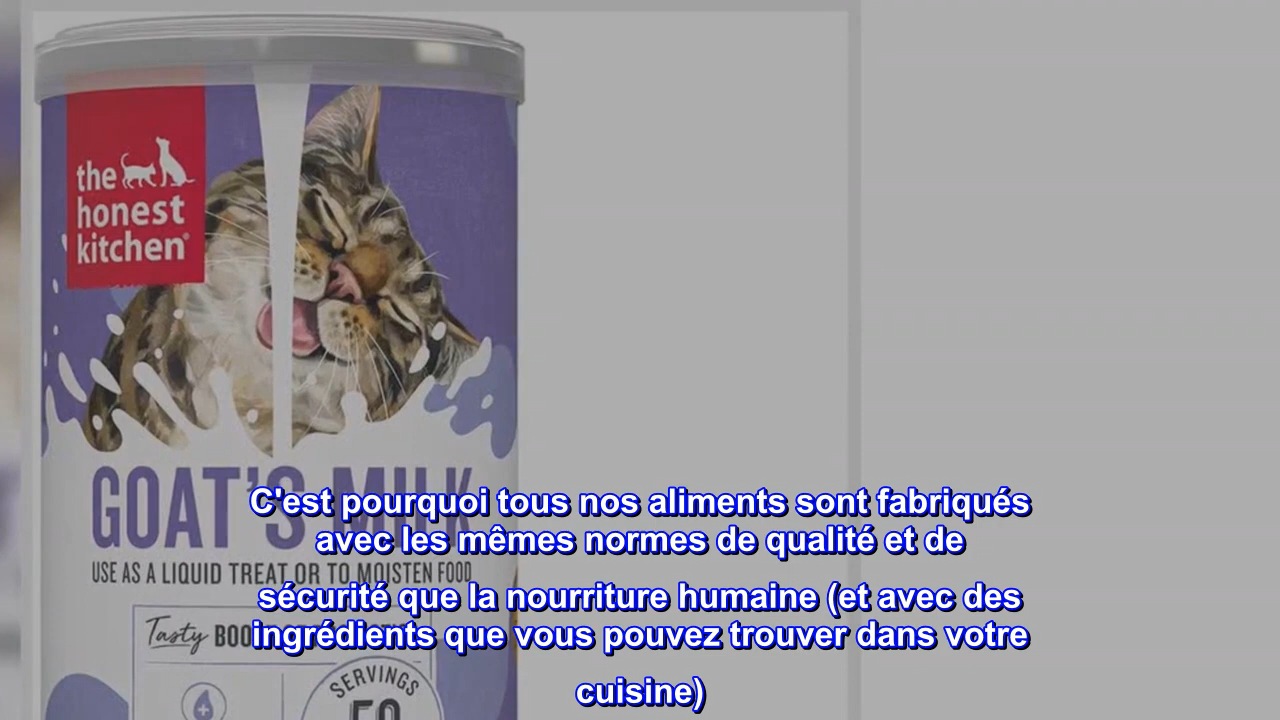 the
honest
kitchen®
GOAT'S MILK
USE AS A LIQUID TREAT OR TO MOISTEN FOOD
Tasty
SERVINGS
C'est pourquoi tous nos aliments sont fabriqués
avec les mêmes normes de qualité et de
sécurité que la nourriture humaine (et avec des
ingrédients que vous pouvez trouver dans votre
cuisine)